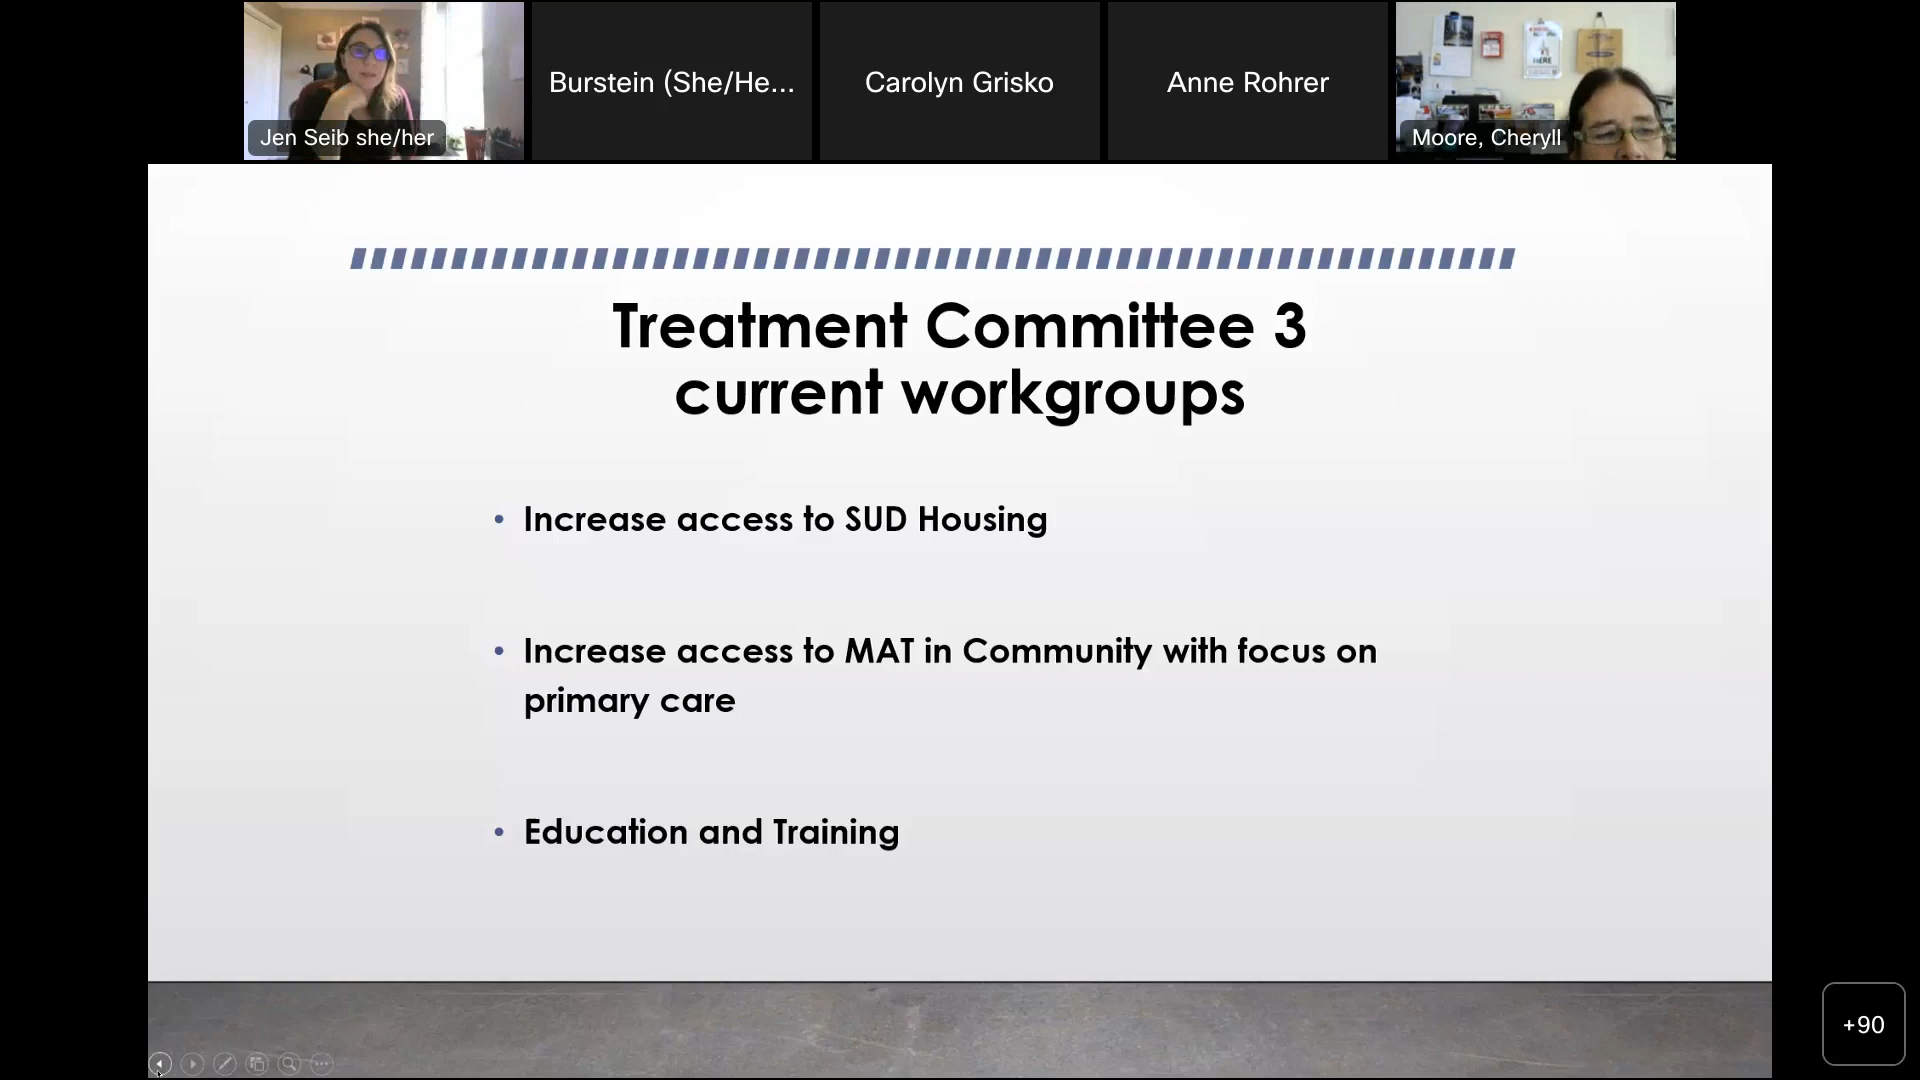 Jen Seib she/her
Burstein (She/He...
Carolyn Grisko
Anne Rohrer
Moore, Cheryll
HERE
Treatment Committee 3
current workgroups
• Increase access to SUD Housing
• Increase access to MAT in Community with focus on
primary care
• Education and Training
+90